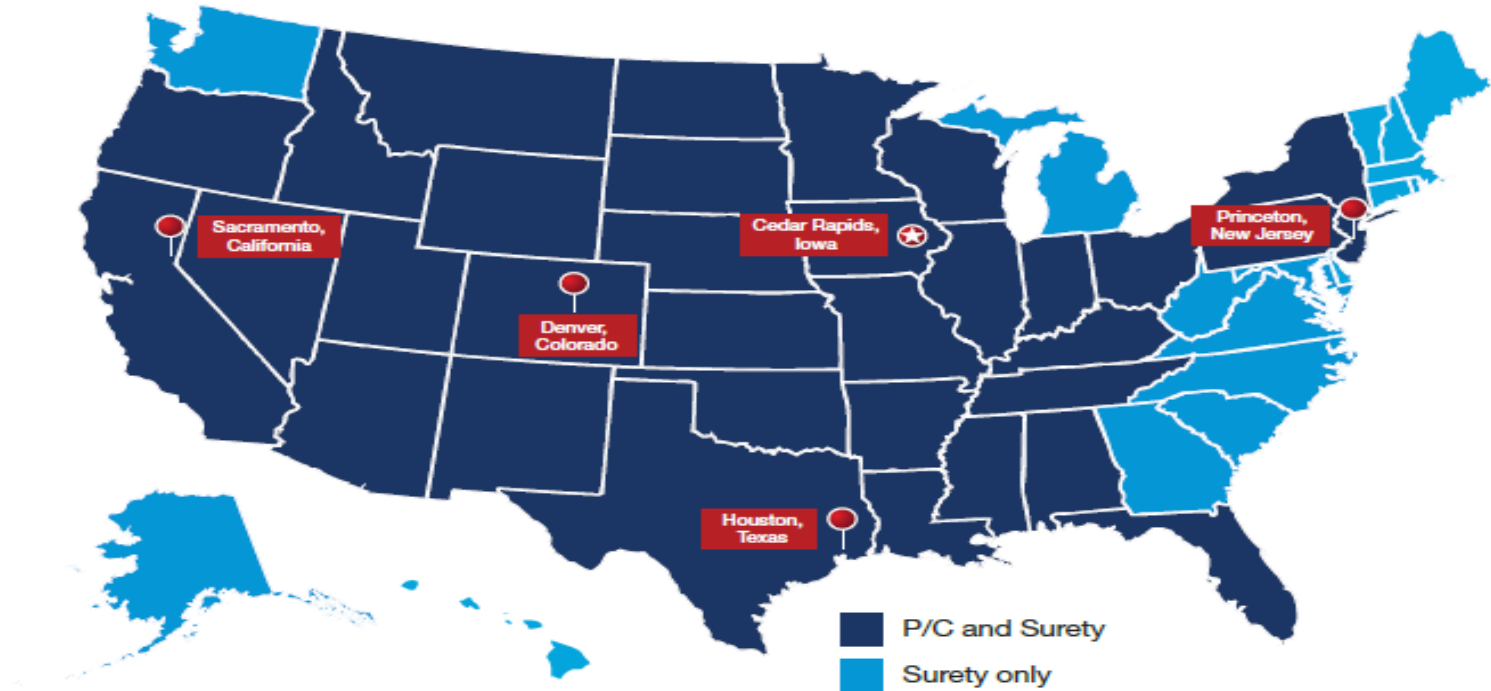 Sacramento,
California
Cedar Rapids,
Iowa
Princeton,
New Jersey
Denver,
Colorado
Houston,
Texas
P/C and Surety
Surety only